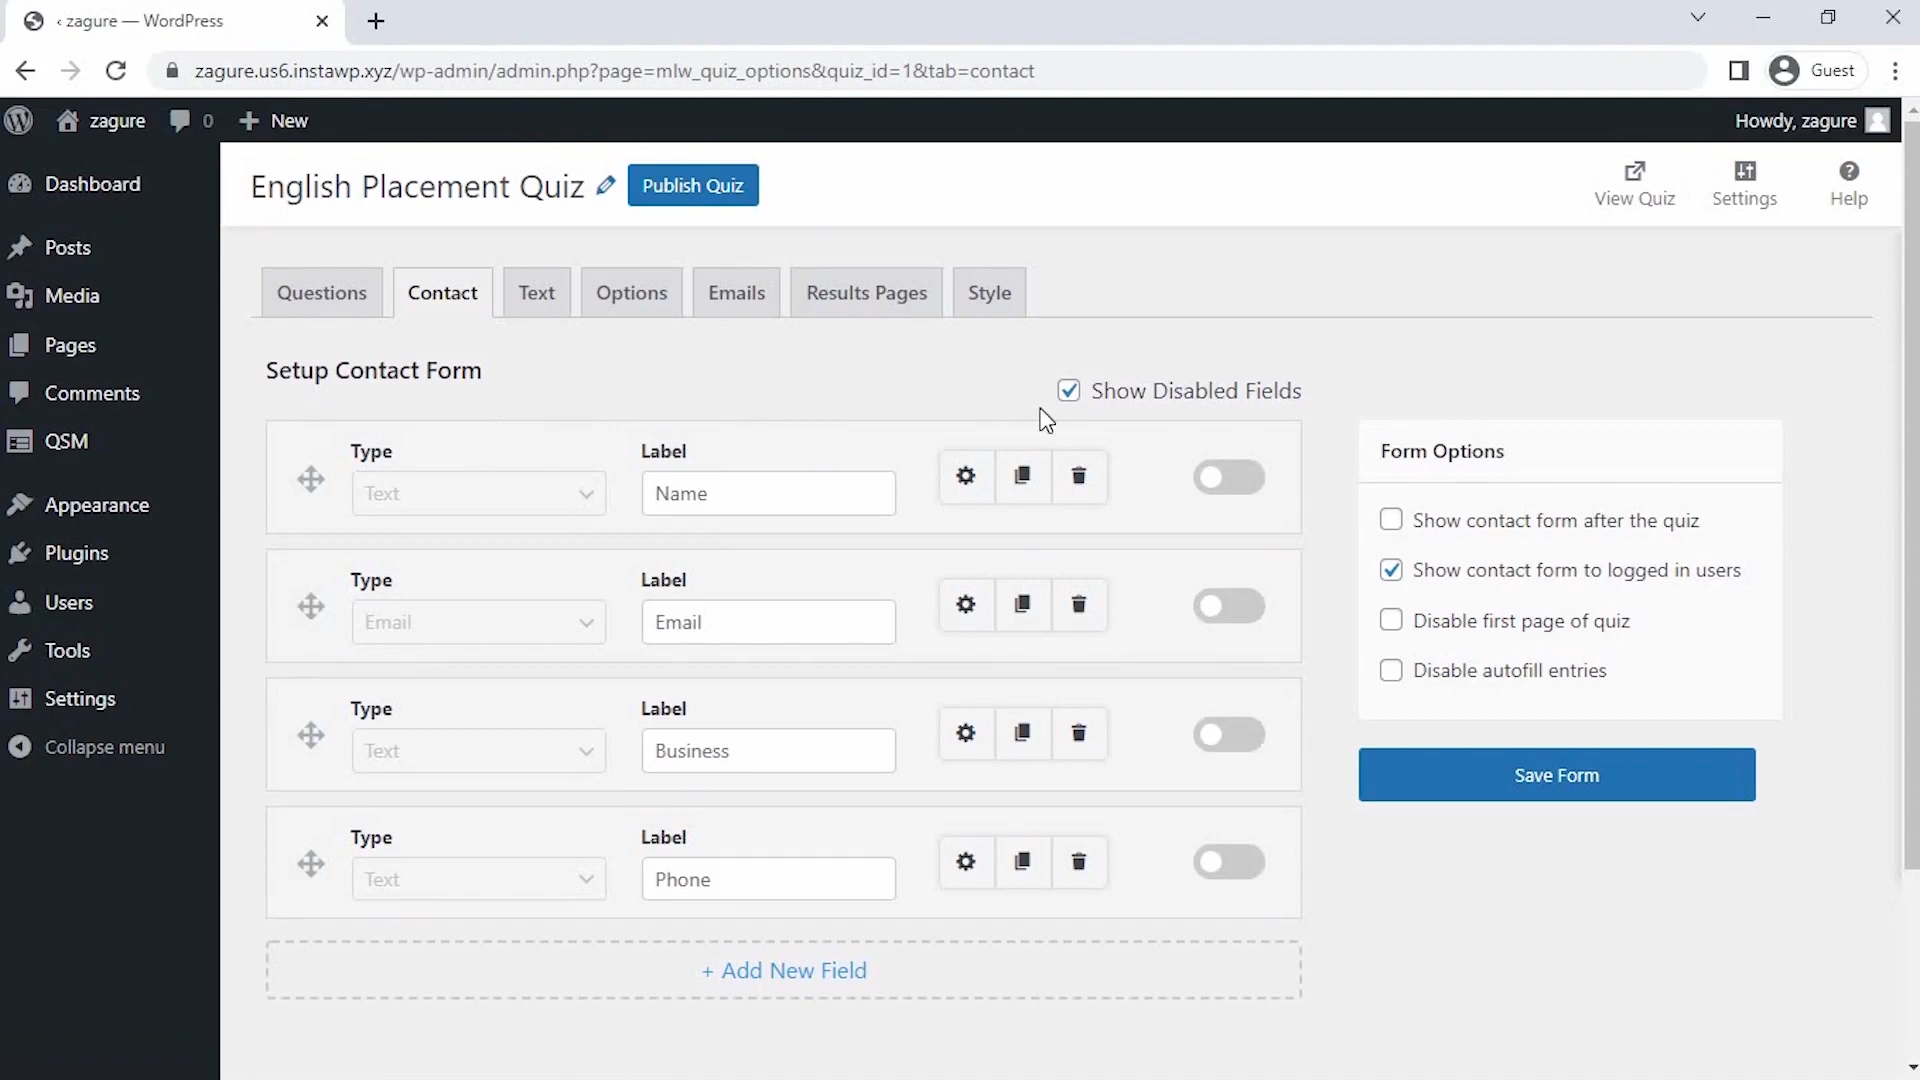 ‹ zagure — WordPress
zagure.us6.instawp.xyz/wp-admin/admin.php?page=mlw_quiz_options&quiz_id=1&tab=contact
Guest
zagure
0
New
Howdy, zagure
Dashboard
Posts
Media
Pages
Comments
QSM
Appearance
Plugins
Users
Tools
Settings
Collapse menu
English Placement Quiz
Publish Quiz
View Quiz
Settings
Help
Questions
Contact
Text
Options
Emails
Results Pages
Style
Setup Contact Form
Show Disabled Fields
Type
Label
Text
Name
Type
Label
Email
Email
Type
Label
Text
Business
Type
Label
Text
Phone
+ Add New Field
Form Options
Show contact form after the quiz
Show contact form to logged in users
Disable first page of quiz
Disable autofill entries
Save Form